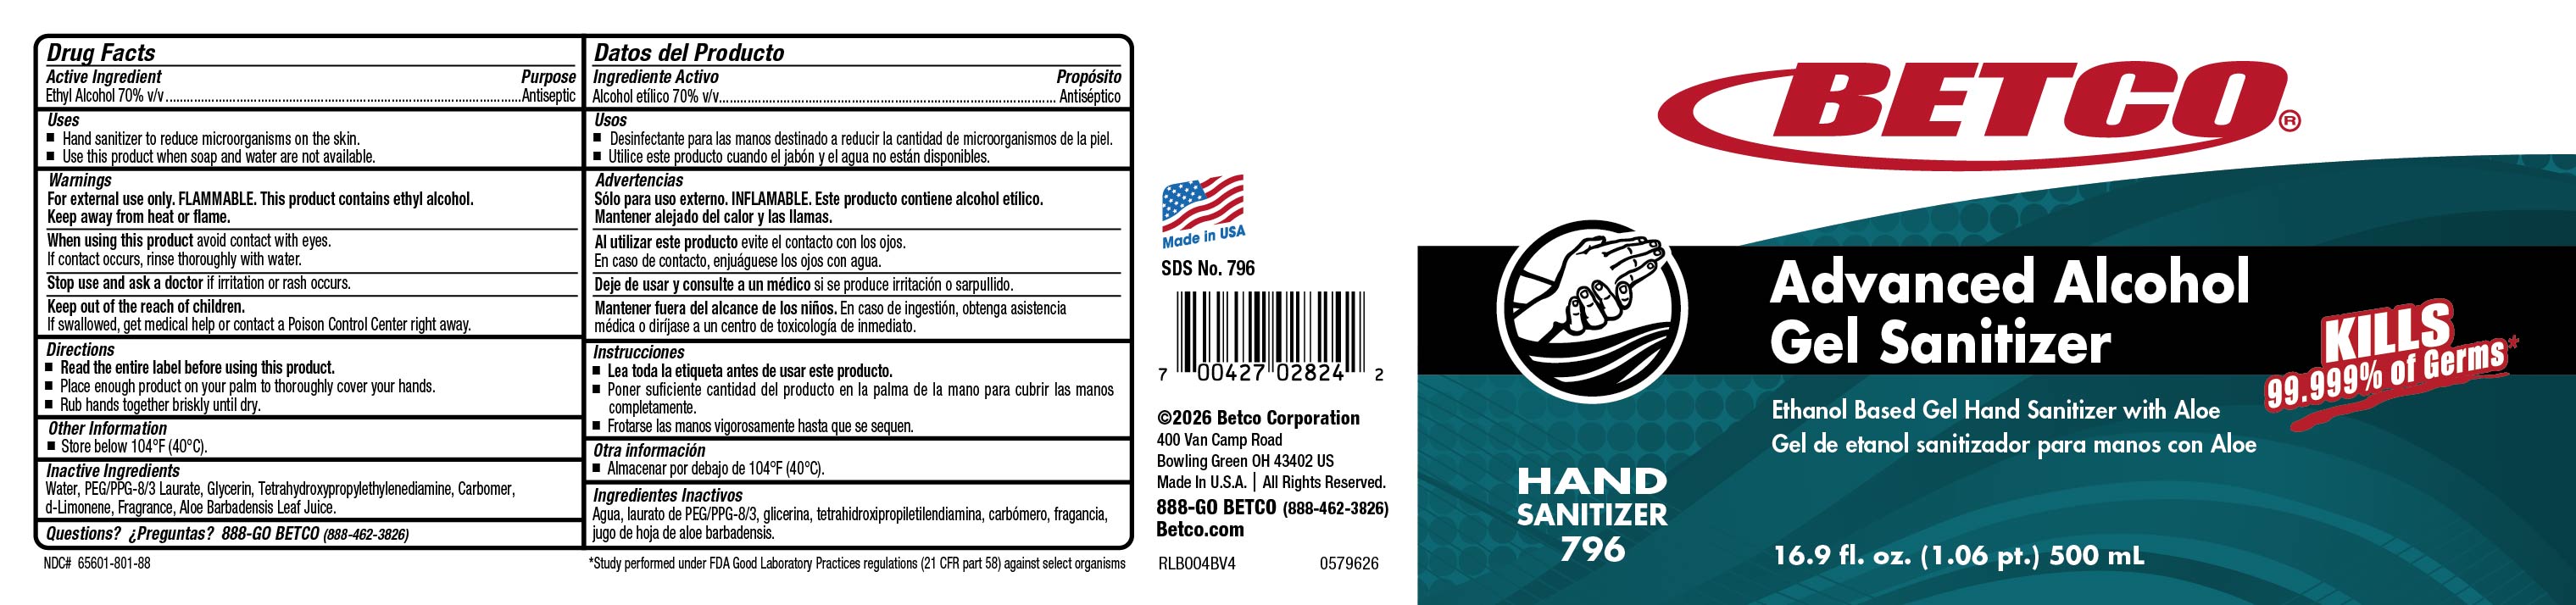 Drug Facts
Active Ingredient Purpose
Ethyl Alcohol 70% v/v.....Antiseptic
Uses
■ Hand sanitizer to reduce microorganisms on the skin.
■ Use this product when soap and water are not available.
Warnings
For external use only. FLAMMABLE. This product contains ethyl alcohol.
Keep away from heat or flame.
When using this product avoid contact with eyes.
If contact occurs, rinse thoroughly with water.
Stop use and ask a doctor if irritation or rash occurs.
Keep out of the reach of children.
If swallowed, get medical help or contact a Poison Control Center right away.
Directions
■ Read the entire label before using this product.
■ Place enough product on your palm to thoroughly cover your hands.
■ Rub hands together briskly until dry.
Other Information
■ Store below 104°F (40°C).
Inactive Ingredients
Water, PEG/PPG-8/3 Laurate, Glycerin, Tetrahydroxypropylethylenediamine, Carbomer,
d-Limonene, Fragrance, Aloe Barbadensis Leaf Juice.
Questions? ¿Preguntas? 888-GO BETCO (888-462-3826)
NDC# 65601-801-88
Datos del Producto
Ingrediente Activo Propósito
Alcohol etílico 70% v/v..... Antiséptico
Usos
■ Desinfectante para las manos destinado a reducir la cantidad de microorganismos de la piel.
■ Utilice este producto cuando el jabón y el agua no están disponibles.
Advertencias
Sólo para uso externo. INFLAMABLE. Este producto contiene alcohol etílico.
Mantener alejado del calor y las llamas.
Al utilizar este producto evite el contacto con los ojos.
En caso de contacto, enjuáguese los ojos con agua.
Deje de usar y consulte a un médico si se produce irritación o sarpullido.
Mantener fuera del alcance de los niños. En caso de ingestión, obtenga asistencia
médica o diríjase a un centro de toxicología de inmediato.
Instrucciones
■ Lea toda la etiqueta antes de usar este producto.
■ Poner suficiente cantidad del producto en la palma de la mano para cubrir las manos
completamente.
■ Frotarse las manos vigorosamente hasta que se sequen.
Otra información
■ Almacenar por debajo de 104°F (40°C).
Ingredientes Inactivos
Agua, laurato de PEG/PPG-8/3, glicerina, tetrahidroxipropiletilendiamina, carbómero, fragancia,
jugo de hoja de aloe barbadensis.
*Study performed under FDA Good Laboratory Practices regulations (21 CFR part 58) against select organisms
Made in USA
SDS No. 796
7 00427 02824 2
©2026 Betco Corporation
400 Van Camp Road
Bowling Green OH 43402 US
Made In U.S.A. | All Rights Reserved.
888-GO BETCO (888-462-3826)
Betco.com
RLB004BV4 0579626
BETCO®
Advanced Alcohol
Gel Sanitizer
KILLS
99.999% of Germs*
Ethanol Based Gel Hand Sanitizer with Aloe
Gel de etanol sanitizador para manos con Aloe
HAND
SANITIZER
796
16.9 fl. oz. (1.06 pt.) 500 mL